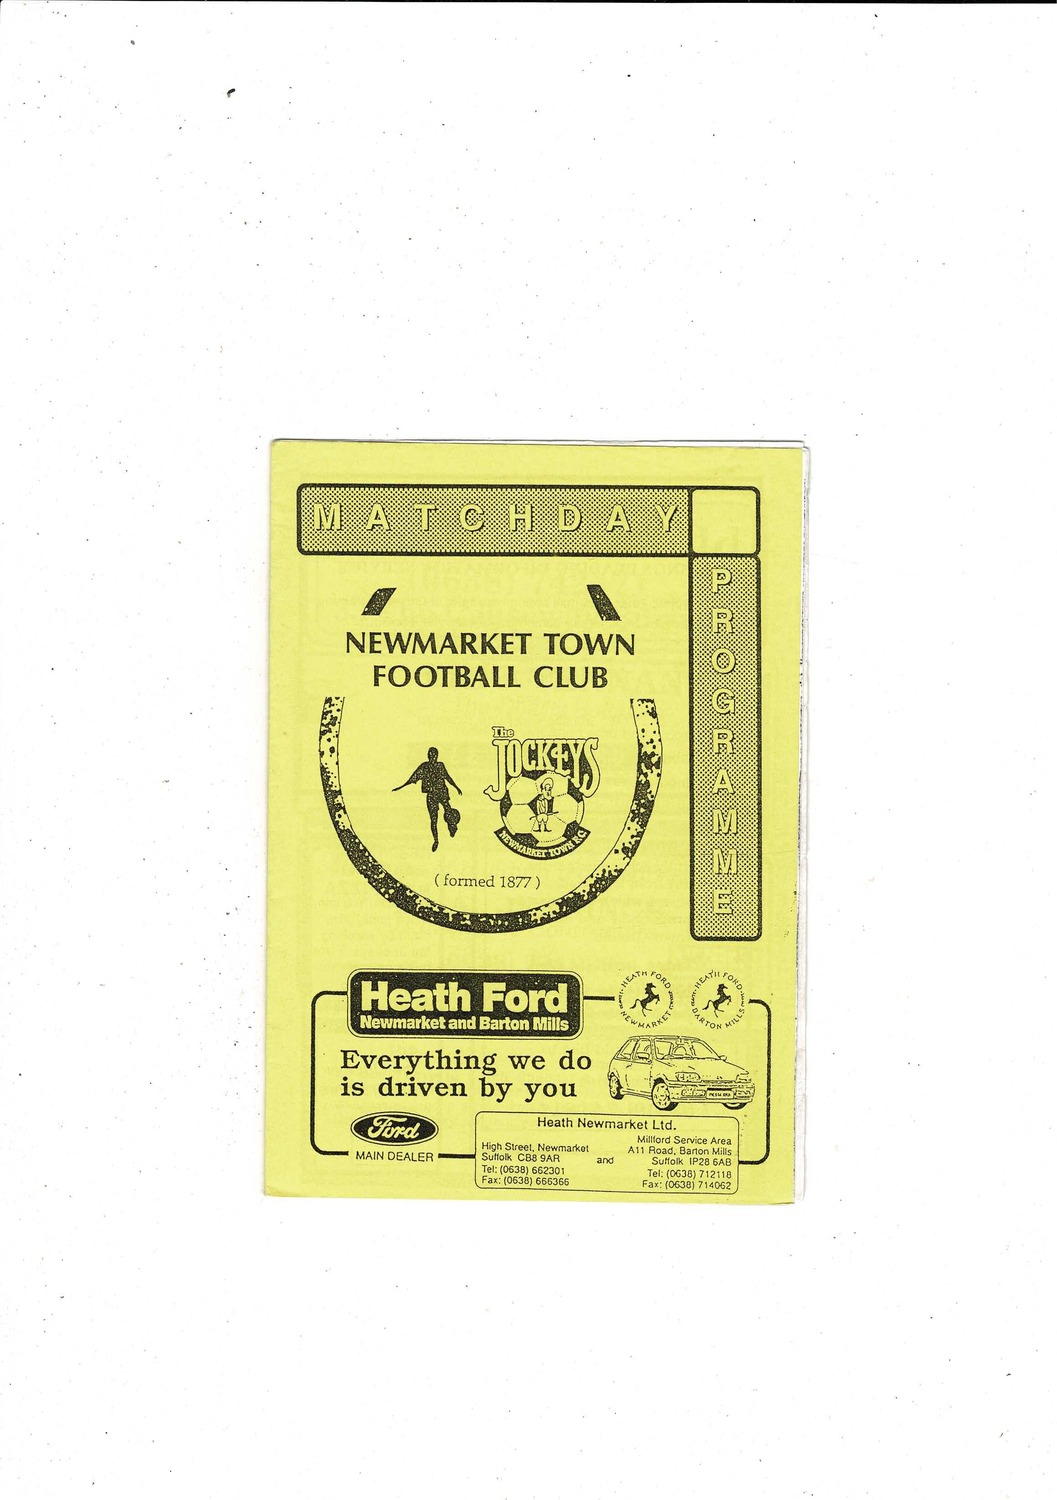 MATCHDAY
PROGRAMME
NEWMARKET TOWN
FOOTBALL CLUB
The
JOCKEYS
NEWMARKET TOWN F.C.
( formed 1877 )
Heath Ford
Newmarket and Barton Mills
HEATH FORD
NEWMARKET
HEATH FORD
BARTON MILLS
Everything we do
is driven by you
Ford
MAIN DEALER
Heath Newmarket Ltd.
High Street, Newmarket
Suffolk CB8 9AR
Tel: (0638) 662301
Fax: (0638) 666366
and
Millford Service Area
A11 Road, Barton Mills
Suffolk IP28 6AB
Tel: (0638) 712118
Fax: (0638) 714062